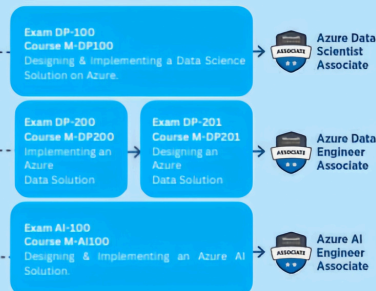 Exam DP-100
Course M-DP100
Designing & Implementing a Data Science
Solution on Azure.
Microsoft
ASSOCIATE
Azure Data
Scientist
Associate
Exam DP-200
Course M-DP200
Implementing an
Azure
Data Solution
Exam DP-201
Course M-DP201
Designing an
Azure
Data Solution
Microsoft
ASSOCIATE
Azure Data
Engineer
Associate
Exam AI-100
Course M-AI100
Designing & Implementing an Azure AI
Solution.
Microsoft
ASSOCIATE
Azure AI
Engineer
Associate